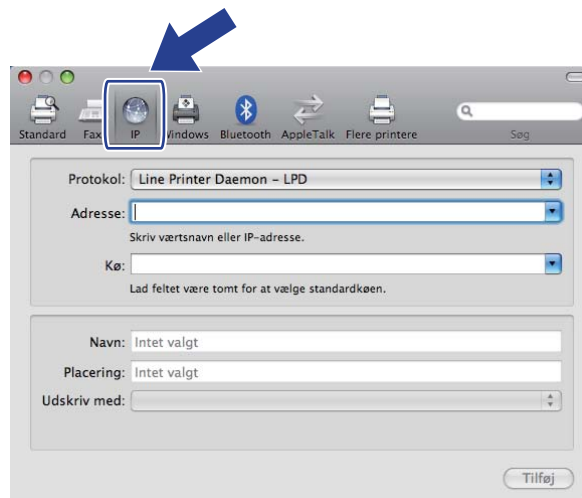 Standard Fax IP Windows Bluetooth AppleTalk Flere printere Søg
Protokol: Line Printer Daemon – LPD
Adresse:
Skriv værtsnavn eller IP-adresse.
Kø:
Lad feltet være tomt for at vælge standardkøen.
Navn: Intet valgt
Placering: Intet valgt
Udskriv med:
Tilføj